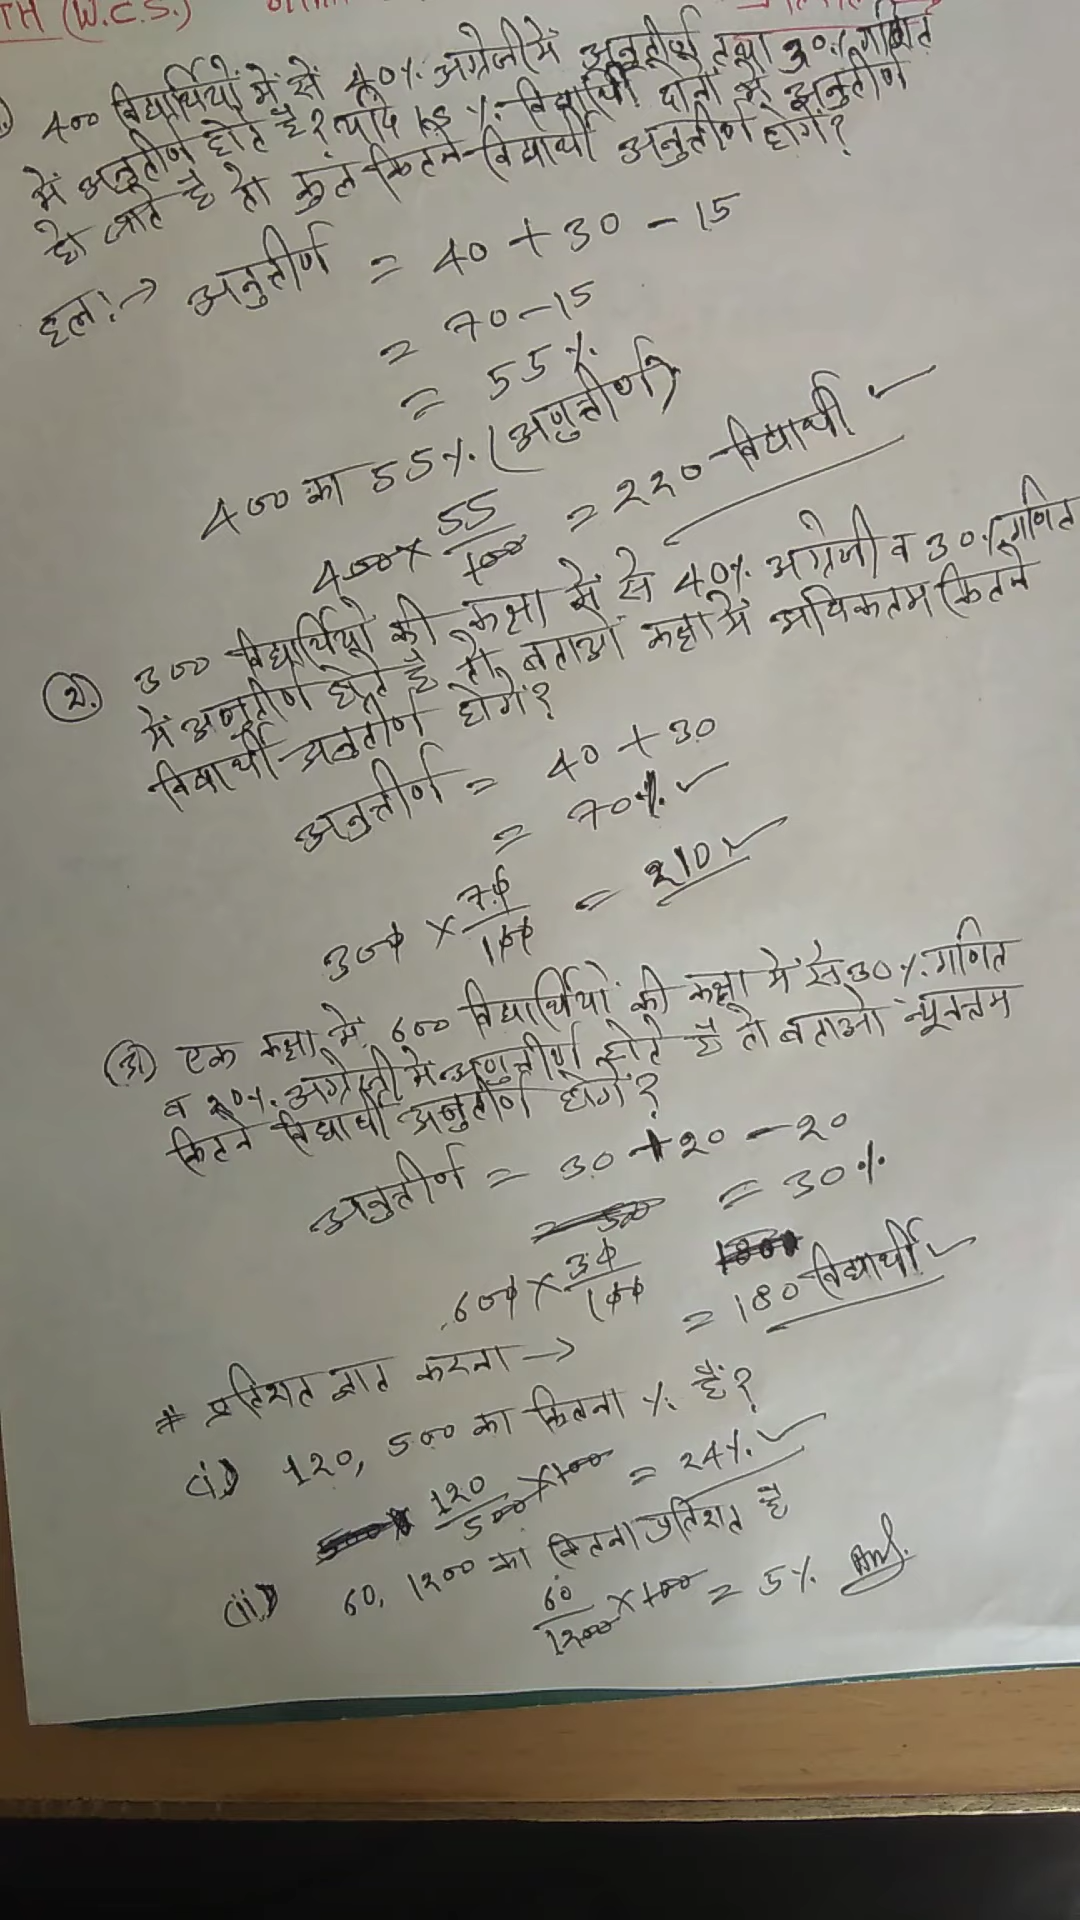 TH (W.C.S.)
400 विद्यार्थियों में से 40% अंग्रेजी में अनुतीर्ण तथा 30% गणित
में अनुतीर्ण होते है? यदि 15% विद्यार्थी दोनों में अनुतीर्ण
हो जाते है तो कुल कितने विद्यार्थी अनुतीर्ण होगें?
हल:→ अनुतीर्ण = 40 + 30 - 15
= 70 - 15
= 55%
400 का 55% (अणुत्तीर्ण)
400 × 55/100 = 220 विद्यार्थी ✓
2. 300 विद्यार्थियों की कक्षा में से 40% अंग्रेजी व 30% गणित
में अनुतीर्ण होते है तो, बताओ कक्षा में अधिकतम कितने
विद्यार्थी अनुतीर्ण होगें?
अनुत्तीर्ण = 40 + 30
= 70% ✓
300 × 70/100 = 210 ✓
(3) एक कक्षा में 600 विद्यार्थियों की कक्षा में से 30% गणित
व 20% अंग्रेजी में अणुत्तीर्ण होते है तो बताओ न्यूनत्तम
कितने विद्यार्थी अनुतीर्ण होगें?
अनुतीर्ण = 30 + 20 - 20
= 30%
600 × 30/100
= 180 विद्यार्थी ✓
# प्रतिशत ज्ञात करना →
(i) 120, 500 का कितना % हैं?
120/500 × 100 = 24% ✓
(ii) 60, 1200 का कितना प्रतिशत है
60/1200 × 100 = 5% Ans.